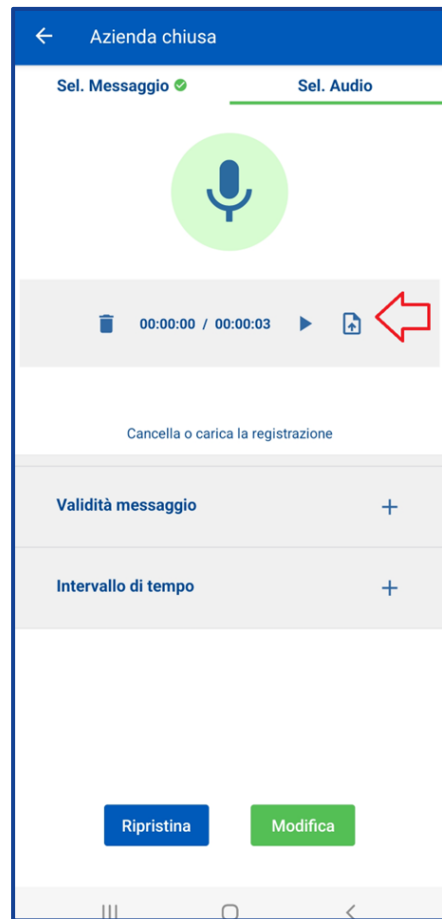 Azienda chiusa
Sel. Messaggio
Sel. Audio
00:00:00 / 00:00:03
Cancella o carica la registrazione
Validità messaggio
Intervallo di tempo
Ripristina
Modifica